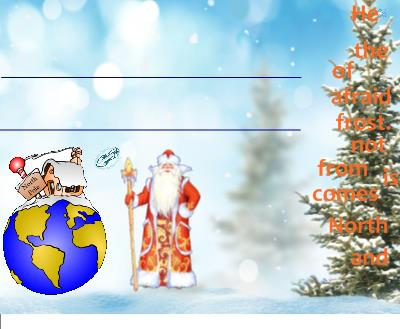 He
the
of
afraid
frost.
not
from
is
comes
North
and
North
Pole